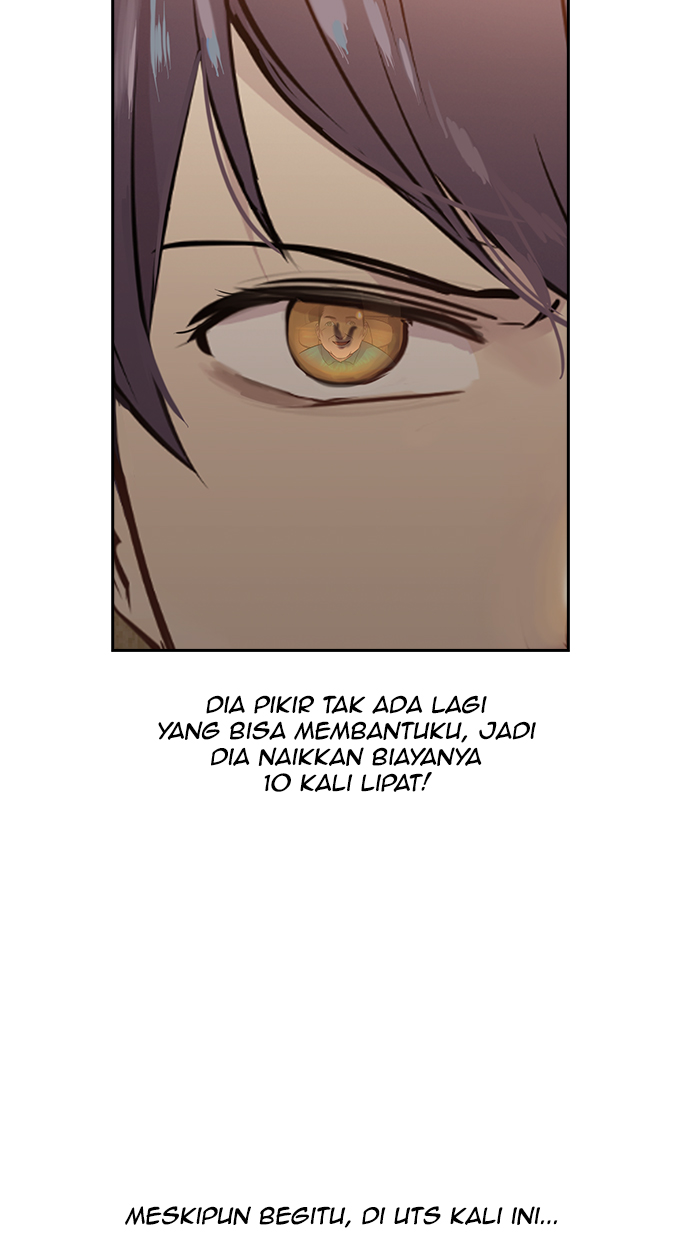 DIA PIKIR TAK ADA LAGI
YANG BISA MEMBANTUKU, JADI
DIA NAIKKAN BIAYANYA
10 KALI LIPAT!
MESKIPUN BEGITU, DI UTS KALI INI...